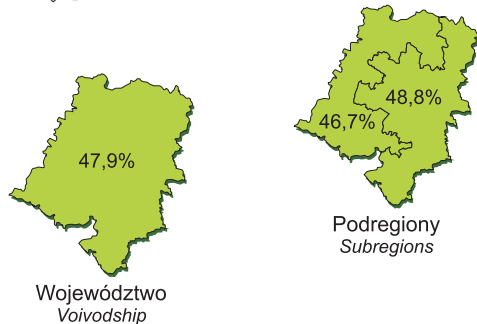 48,8%
46,7%
47,9%
Podregiony
Subregions
Województwo
Voivodship